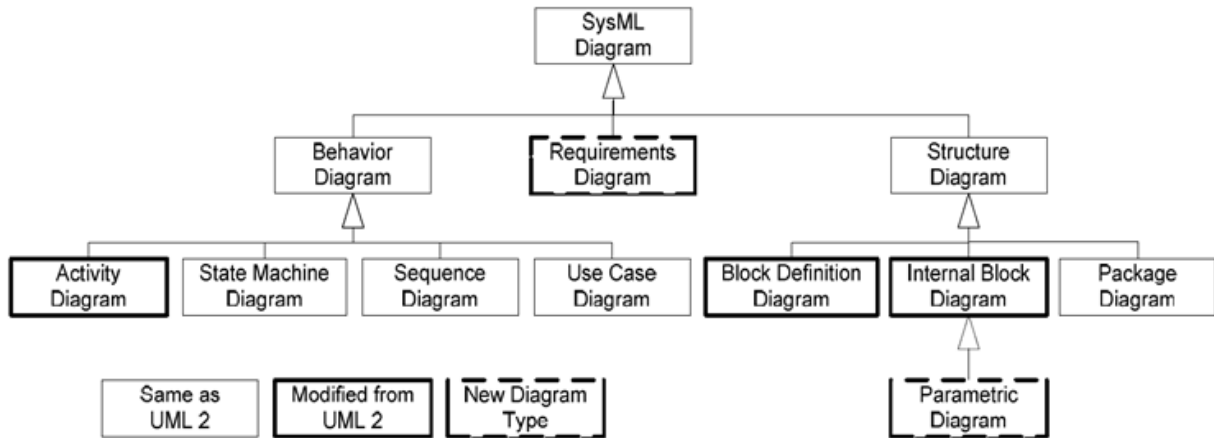 SysML
Diagram
Behavior
Diagram
Requirements
Diagram
Structure
Diagram
Activity
Diagram
State Machine
Diagram
Sequence
Diagram
Use Case
Diagram
Block Definition
Diagram
Internal Block
Diagram
Package
Diagram
Same as
UML 2
Modified from
UML 2
New Diagram
Type
Parametric
Diagram